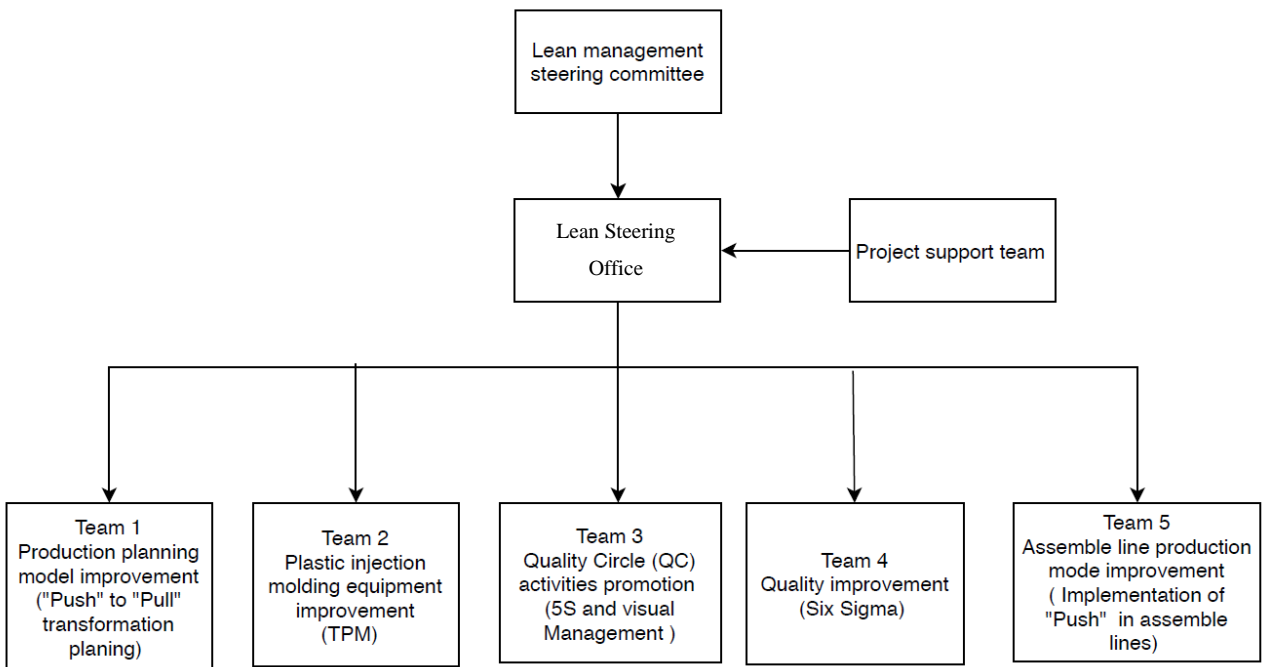 Lean management
steering committee
Lean Steering
Office
Project support team
Team 1
Production planning
model improvement
("Push" to "Pull"
transformation
planing)
Team 2
Plastic injection
molding equipment
improvement
(TPM)
Team 3
Quality Circle (QC)
activities promotion
(5S and visual
Management )
Team 4
Quality improvement
(Six Sigma)
Team 5
Assemble line production
mode improvement
( Implementation of
"Push"  in assemble
lines)